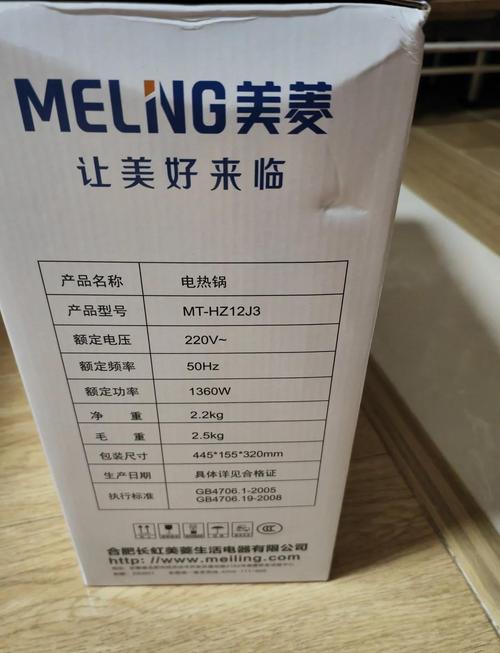 MELING美菱
让美好来临
产品名称 电热锅
产品型号 MT-HZ12J3
额定电压 220V~
额定频率 50Hz
额定功率 1360W
净 重 2.2kg
毛 重 2.5kg
包装尺寸 445*155*320mm
生产日期 具体详见合格证
执行标准 GB4706.1-2005
GB4706.19-2008
合肥长虹美菱生活电器有限公司
http://www.meiling.com